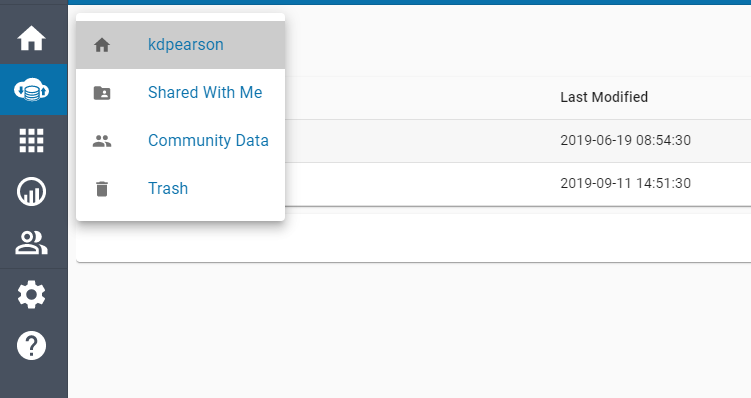 kdpearson
Shared With Me
Community Data
Trash
Last Modified
2019-06-19 08:54:30
2019-09-11 14:51:30